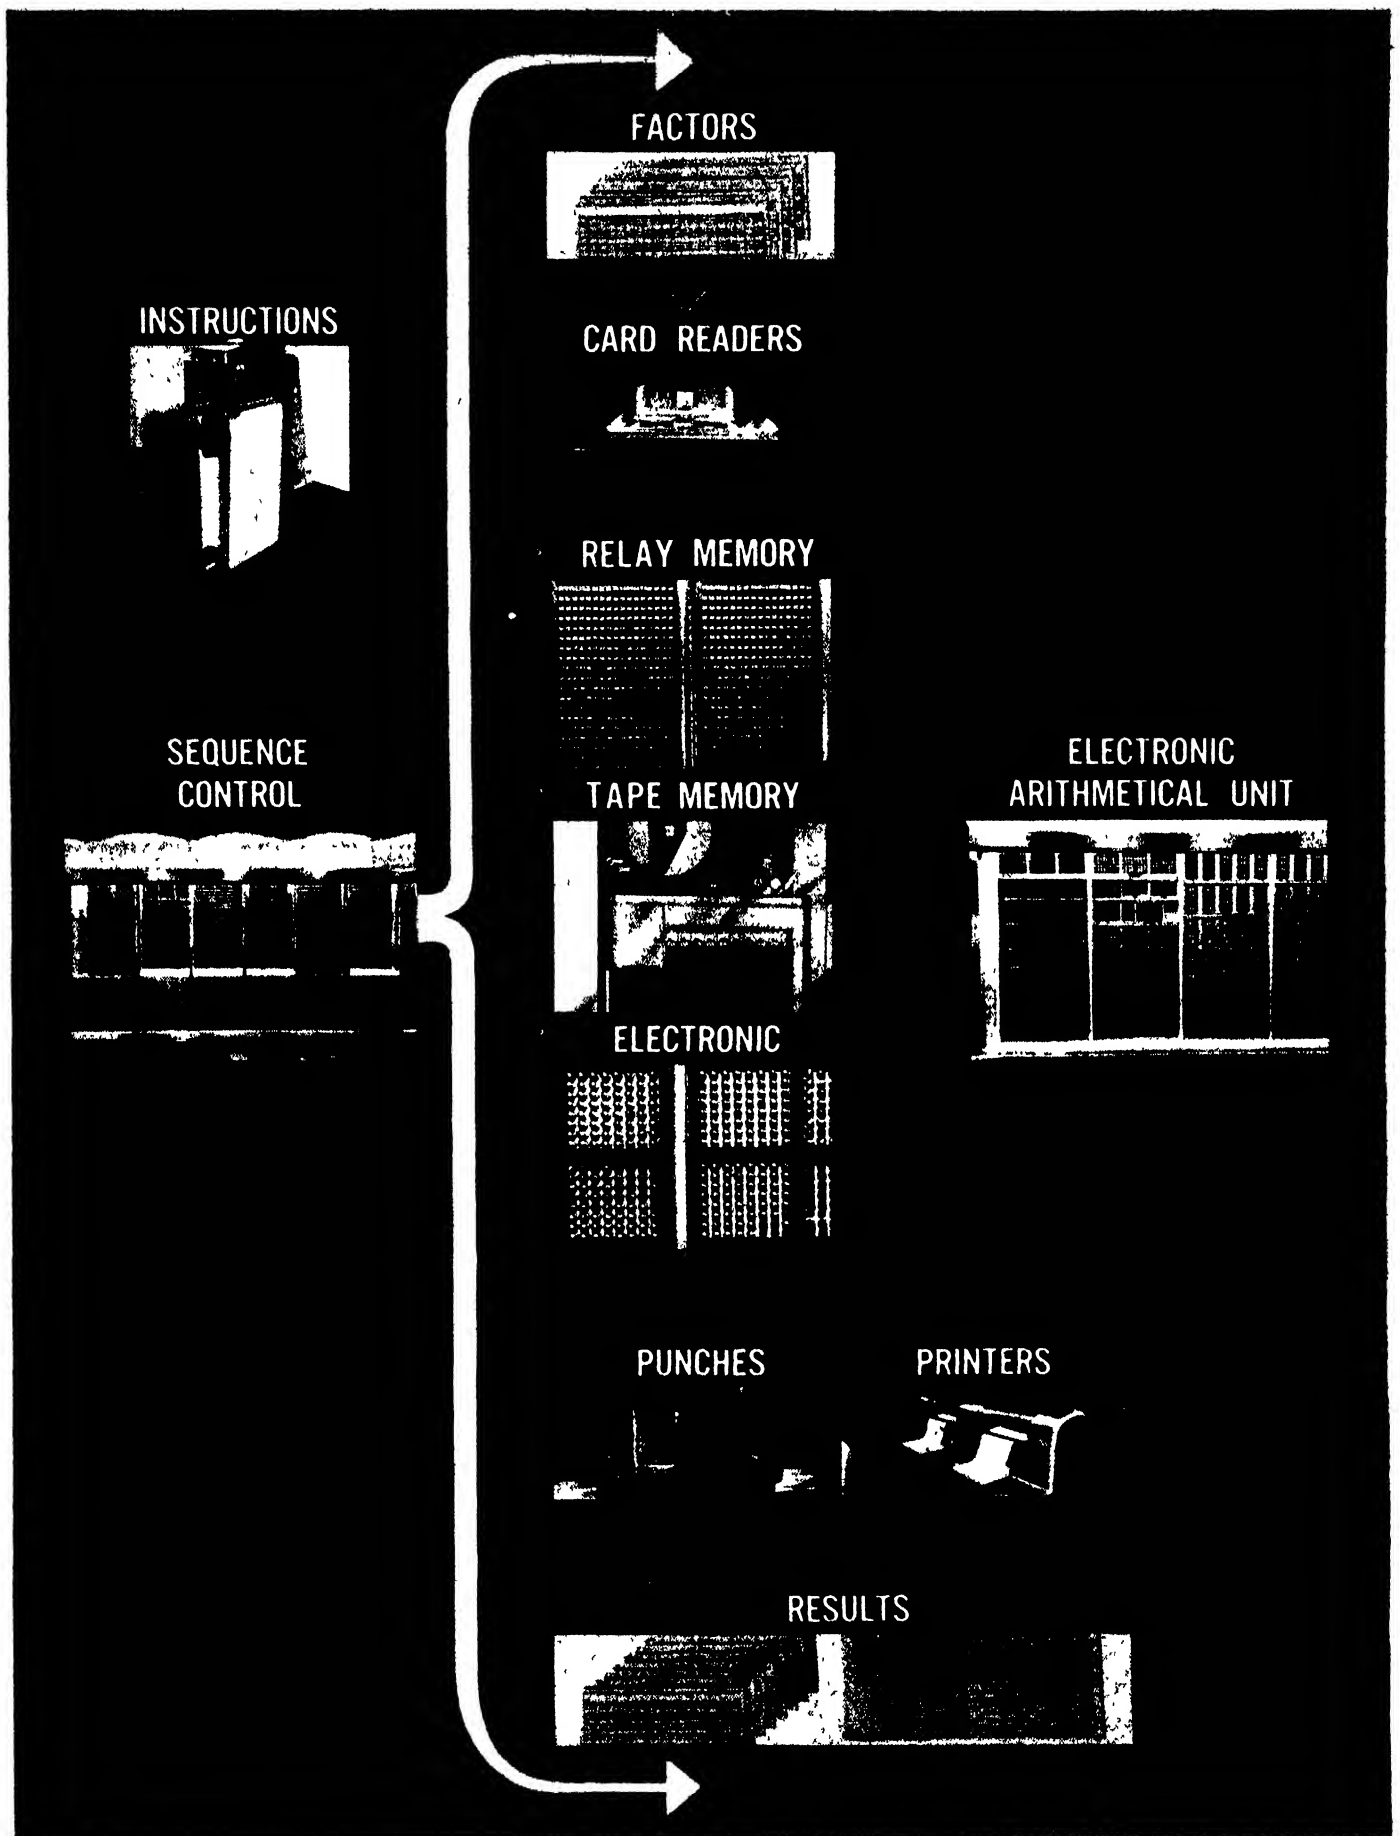 FACTORS
INSTRUCTIONS
CARD READERS
RELAY MEMORY
SEQUENCE
CONTROL
ELECTRONIC
ARITHMETICAL UNIT
TAPE MEMORY
ELECTRONIC
PUNCHES
PRINTERS
RESULTS